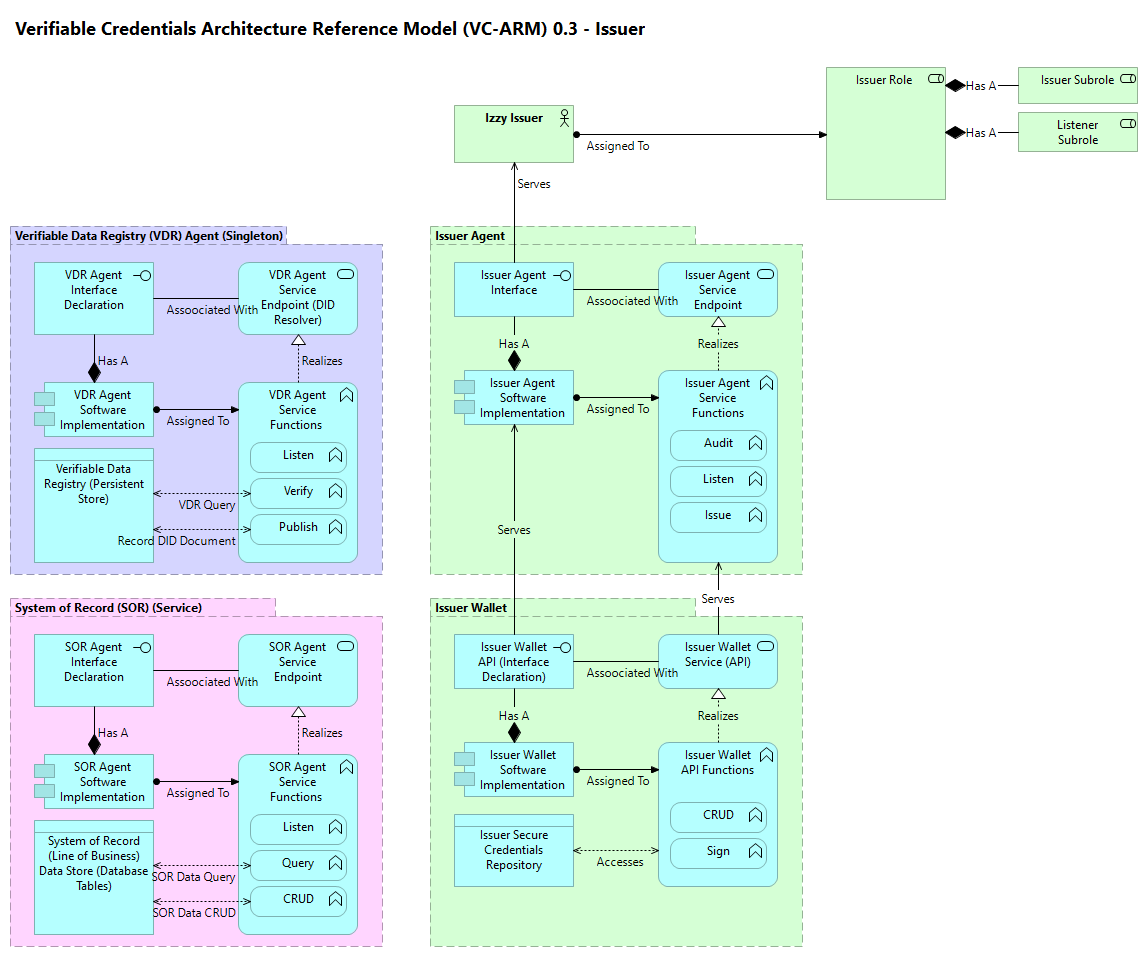 Verifiable Credentials Architecture Reference Model (VC-ARM) 0.3 - Issuer
Izzy Issuer
Assigned To
Issuer Role
Has A
Issuer Subrole
Has A
Listener
Subrole
Serves
Verifiable Data Registry (VDR) Agent (Singleton)
VDR Agent
Interface
Declaration
Assoociated With
VDR Agent
Service
Endpoint (DID
Resolver)
Has A
Realizes
VDR Agent
Software
Implementation
Assigned To
VDR Agent
Service
Functions
Listen
Verify
Publish
Verifiable Data
Registry (Persistent
Store)
VDR Query
Record DID Document
Issuer Agent
Issuer Agent
Interface
Assoociated With
Issuer Agent
Service
Endpoint
Has A
Realizes
Issuer Agent
Software
Implementation
Assigned To
Issuer Agent
Service
Functions
Audit
Listen
Issue
Serves
Serves
System of Record (SOR) (Service)
SOR Agent
Interface
Declaration
Assoociated With
SOR Agent
Service
Endpoint
Has A
Realizes
SOR Agent
Software
Implementation
Assigned To
SOR Agent
Service
Functions
Listen
Query
CRUD
System of Record
(Line of Business)
Data Store (Database
Tables)
SOR Data Query
SOR Data CRUD
Issuer Wallet
Issuer Wallet
API (Interface
Declaration)
Assoociated With
Issuer Wallet
Service (API)
Has A
Realizes
Issuer Wallet
Software
Implementation
Assigned To
Issuer Wallet
API Functions
CRUD
Sign
Issuer Secure
Credentials
Repository
Accesses